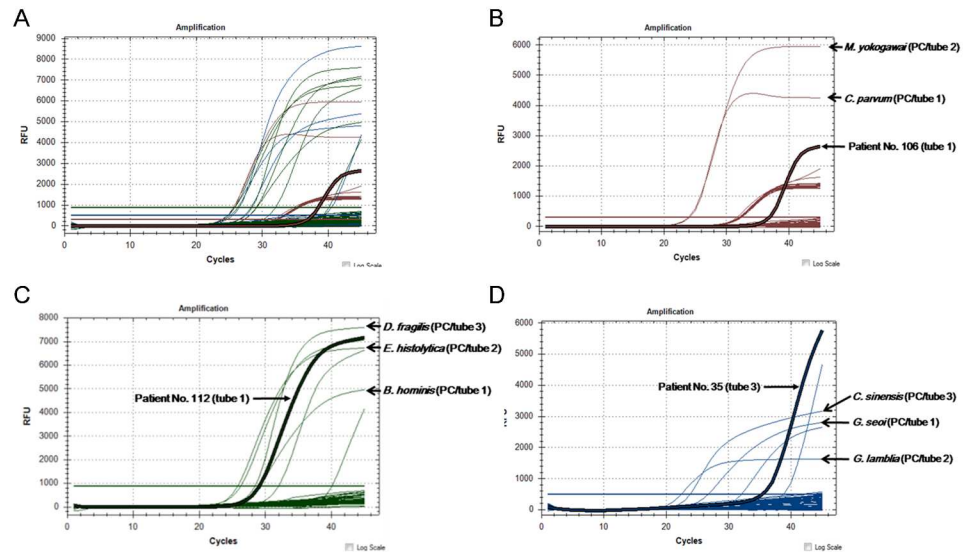 A
Amplification
9000
8000
7000
6000
5000
4000
3000
2000
1000
0
RFU
0 10 20 30 40
Cycles
Log Scale
B
Amplification
6000
5000
4000
3000
2000
1000
0
RFU
0 10 20 30 40
Cycles
Log Scale
M. yokogawai (PC/tube 2)
C. parvum (PC/tube 1)
Patient No. 106 (tube 1)
C
Amplification
8000
7000
6000
5000
4000
3000
2000
1000
0
RFU
0 10 20 30 40
Cycles
Log Scale
D. fragilis (PC/tube 3)
E. histolytica (PC/tube 2)
B. hominis (PC/tube 1)
Patient No. 112 (tube 1)
D
Amplification
6000
5000
4000
3000
2000
1000
0
RFU
0 10 20 30 40
Cycles
Log Scale
Patient No. 35 (tube 3)
C. sinensis (PC/tube 3)
G. seoi (PC/tube 1)
G. lamblia (PC/tube 2)